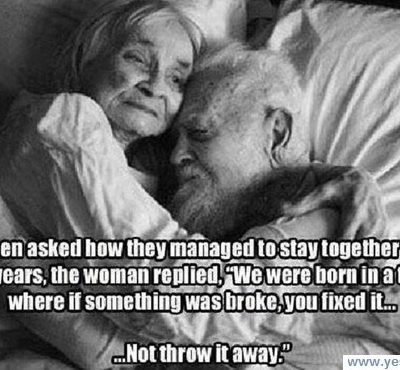 en asked how they managed to stay together
years, the woman replied, "We were born in a
where if something was broke, you fixed it...
...Not throw it away."
www.ye